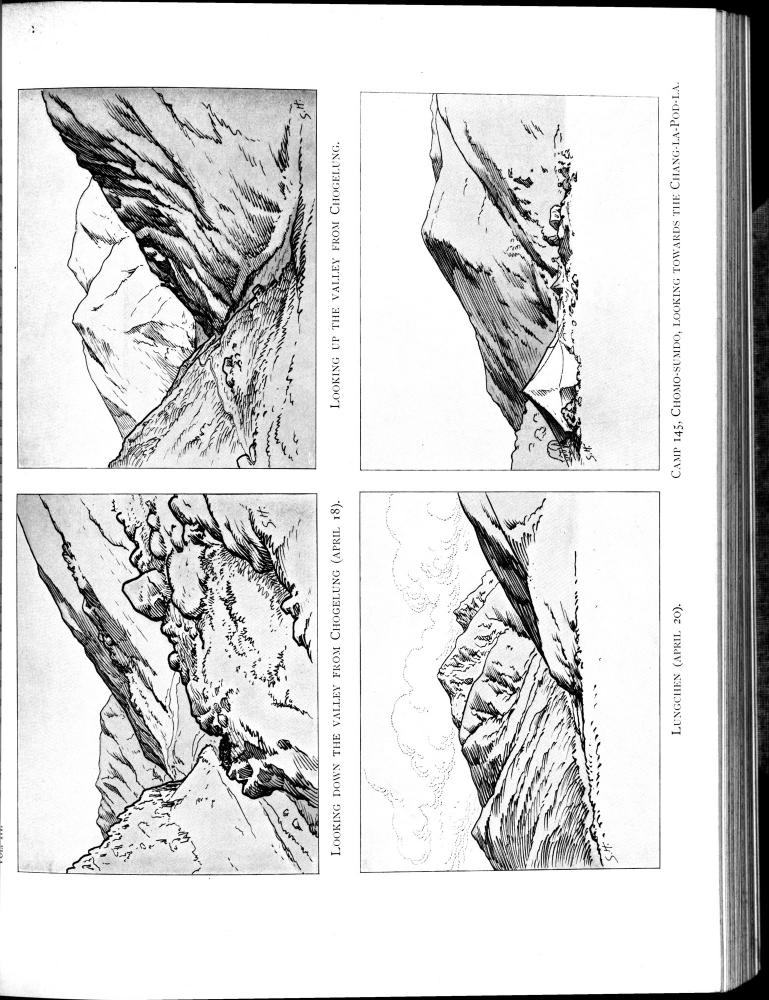 Looking down the valley from Chogelung (April 18).
Looking up the valley from Chogelung.
Lungchen (April 20).
Camp 145, Chomo-sumdo, looking towards the Chang-la-Pod-la.
S.H.
S.H.
S.H.
S.H.